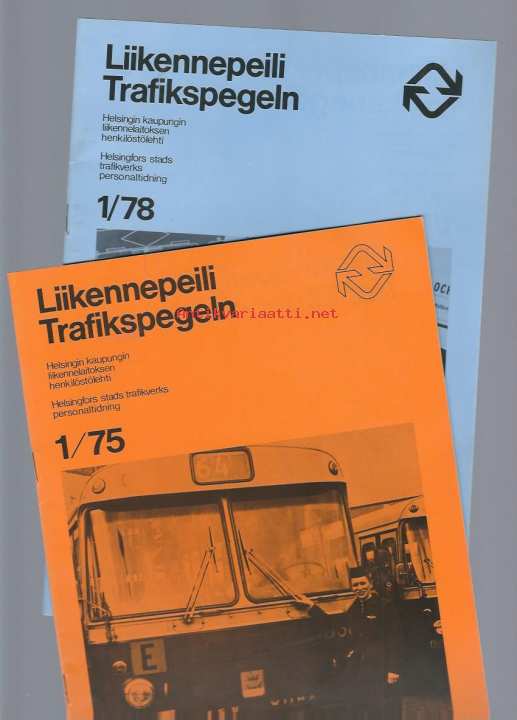 Liikennepeili
Trafikspegeln
Helsingin kaupungin
liikennelaitoksen
henkilöstölehti
Helsingfors stads
trafikverks
personaltidning
1/78
OCH
Liikennepeili
Trafikspegeln
antikvariaatti.net
Helsingin kaupungin
liikennelaitoksen
henkilöstölehti
Helsingfors stads trafikverks
personaltidning
1/75
64
E